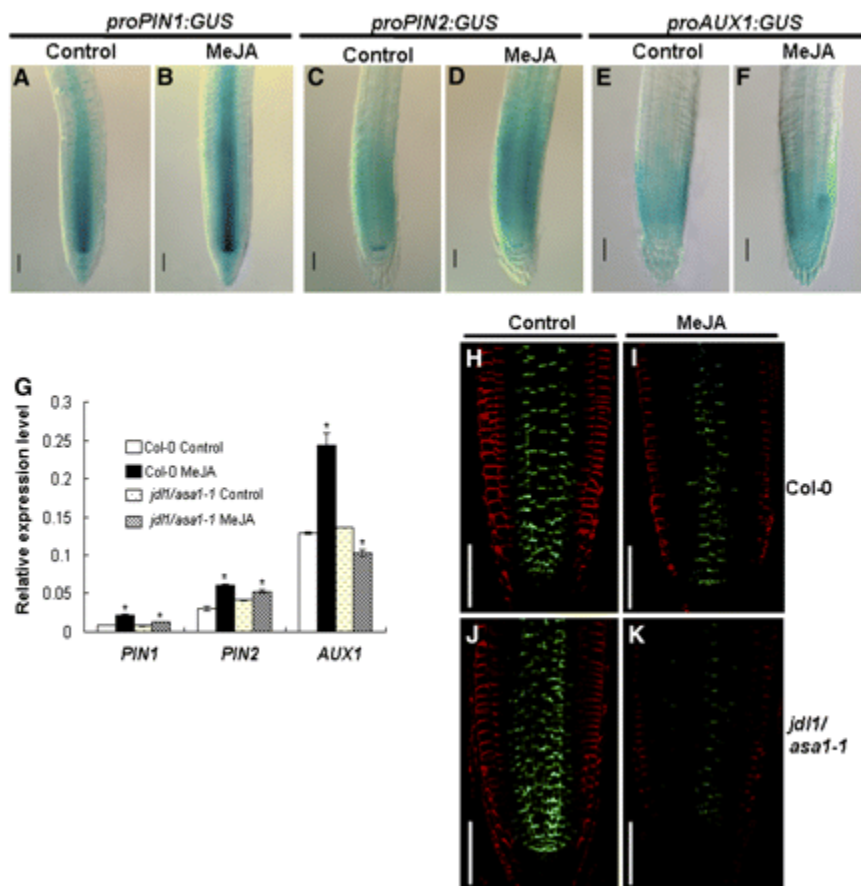 proPIN1:GUS proPIN2:GUS proAUX1:GUS
Control MeJA Control MeJA Control MeJA
A B C D E F
G
Relative expression level
0.3
0.25
0.2
0.15
0.1
0.05
0
Col-0 Control
Col-0 MeJA
jdl1/asa1-1 Control
jdl1/asa1-1 MeJA
* * * * * *
PIN1 PIN2 AUX1
Control MeJA
H I
Col-0
J K
jdl1/
asa1-1